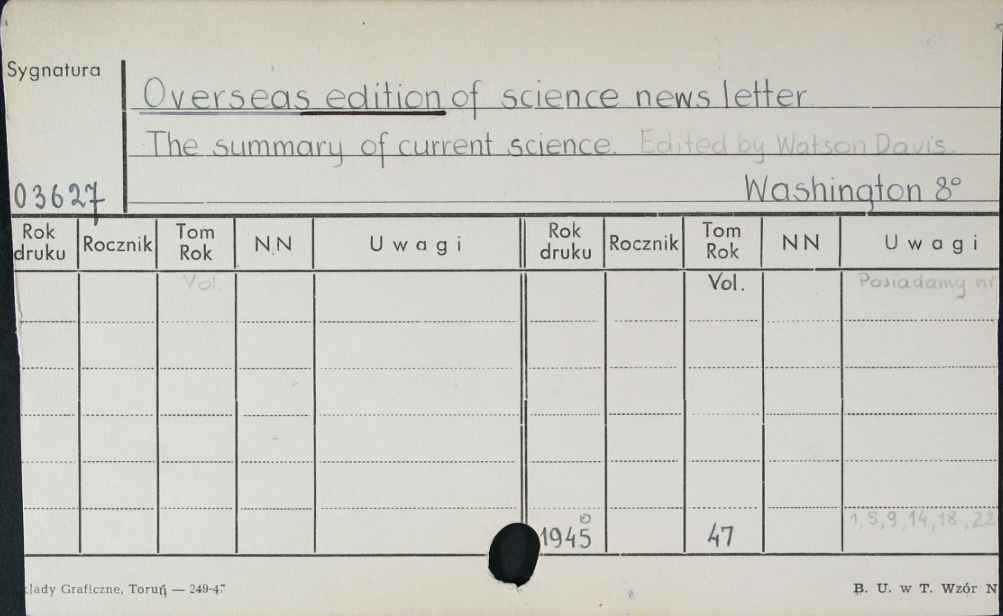 Sygnatura
Overseas edition of science news letter
The summary of current science. Edited by Watson Davis.
03627
Washington 8°
Rok druku Rocznik Tom Rok NN Uwagi Rok druku Rocznik Tom Rok NN Uwagi
Vol. Vol. Posiadamy nr
1945 47 1, 5, 9, 14, 18, 22
łady Graficzne, Toruń — 249-47
B. U. w T. Wzór N